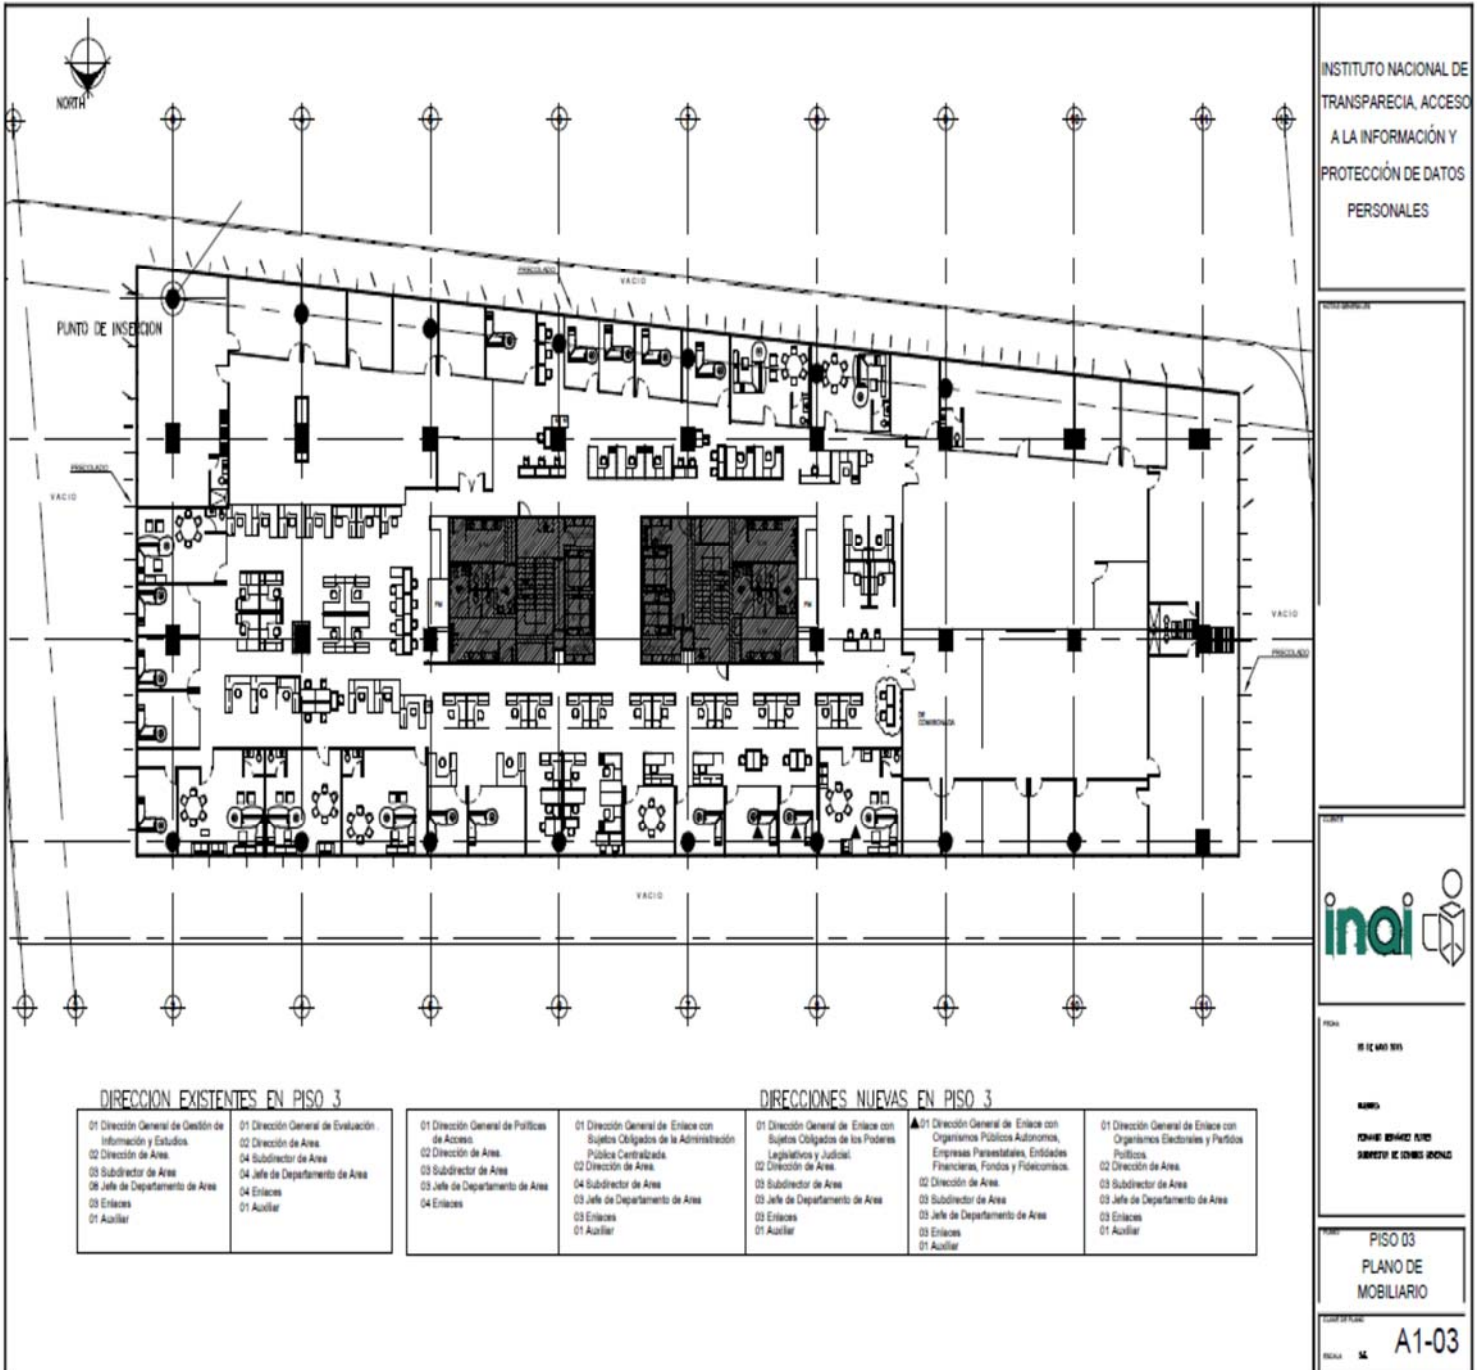 NORTH
PUNTO DE INSERCION
PRECOLADO
VACIO
PRECOLADO
VACIO
VACIO
PRECOLADO
VACIO
10
11
10
11
DIRECCION EXISTENTES EN PISO 3
01 Dirección General de Gestión de
Información y Estudios.
02 Dirección de Area.
03 Subdirector de Area
08 Jefe de Departamento de Area
03 Enlaces
01 Auxiliar
01 Dirección General de Evaluación .
02 Dirección de Area.
04 Subdirector de Area
04 Jefe de Departamento de Area
04 Enlaces
01 Auxiliar
DIRECCIONES NUEVAS EN PISO 3
01 Dirección General de Políticas
de Acceso.
02 Dirección de Area.
03 Subdirector de Area
03 Jefe de Departamento de Area
04 Enlaces
01 Dirección General de Enlace con
Sujetos Obligados de la Administración
Pública Centralizada.
02 Dirección de Area.
04 Subdirector de Area
03 Jefe de Departamento de Area
03 Enlaces
01 Auxiliar
01 Dirección General de Enlace con
Sujetos Obligados de los Poderes
Legislativos y Judicial.
02 Dirección de Area.
03 Subdirector de Area
03 Jefe de Departamento de Area
03 Enlaces
01 Auxiliar
01 Dirección General de Enlace con
Organismos Públicos Autonomos,
Empresas Paraestatales, Entidades
Financieras, Fondos y Fideicomisos.
02 Dirección de Area.
03 Subdirector de Area
03 Jefe de Departamento de Area
03 Enlaces
01 Auxiliar
01 Dirección General de Enlace con
Organismos Electorales y Partidos
Políticos.
02 Dirección de Area.
03 Subdirector de Area
03 Jefe de Departamento de Area
03 Enlaces
01 Auxiliar
INSTITUTO NACIONAL DE
TRANSPARECIA, ACCESO
A LA INFORMACIÓN Y
PROTECCIÓN DE DATOS
PERSONALES
inai
PISO 03
PLANO DE
MOBILIARIO
A1-03